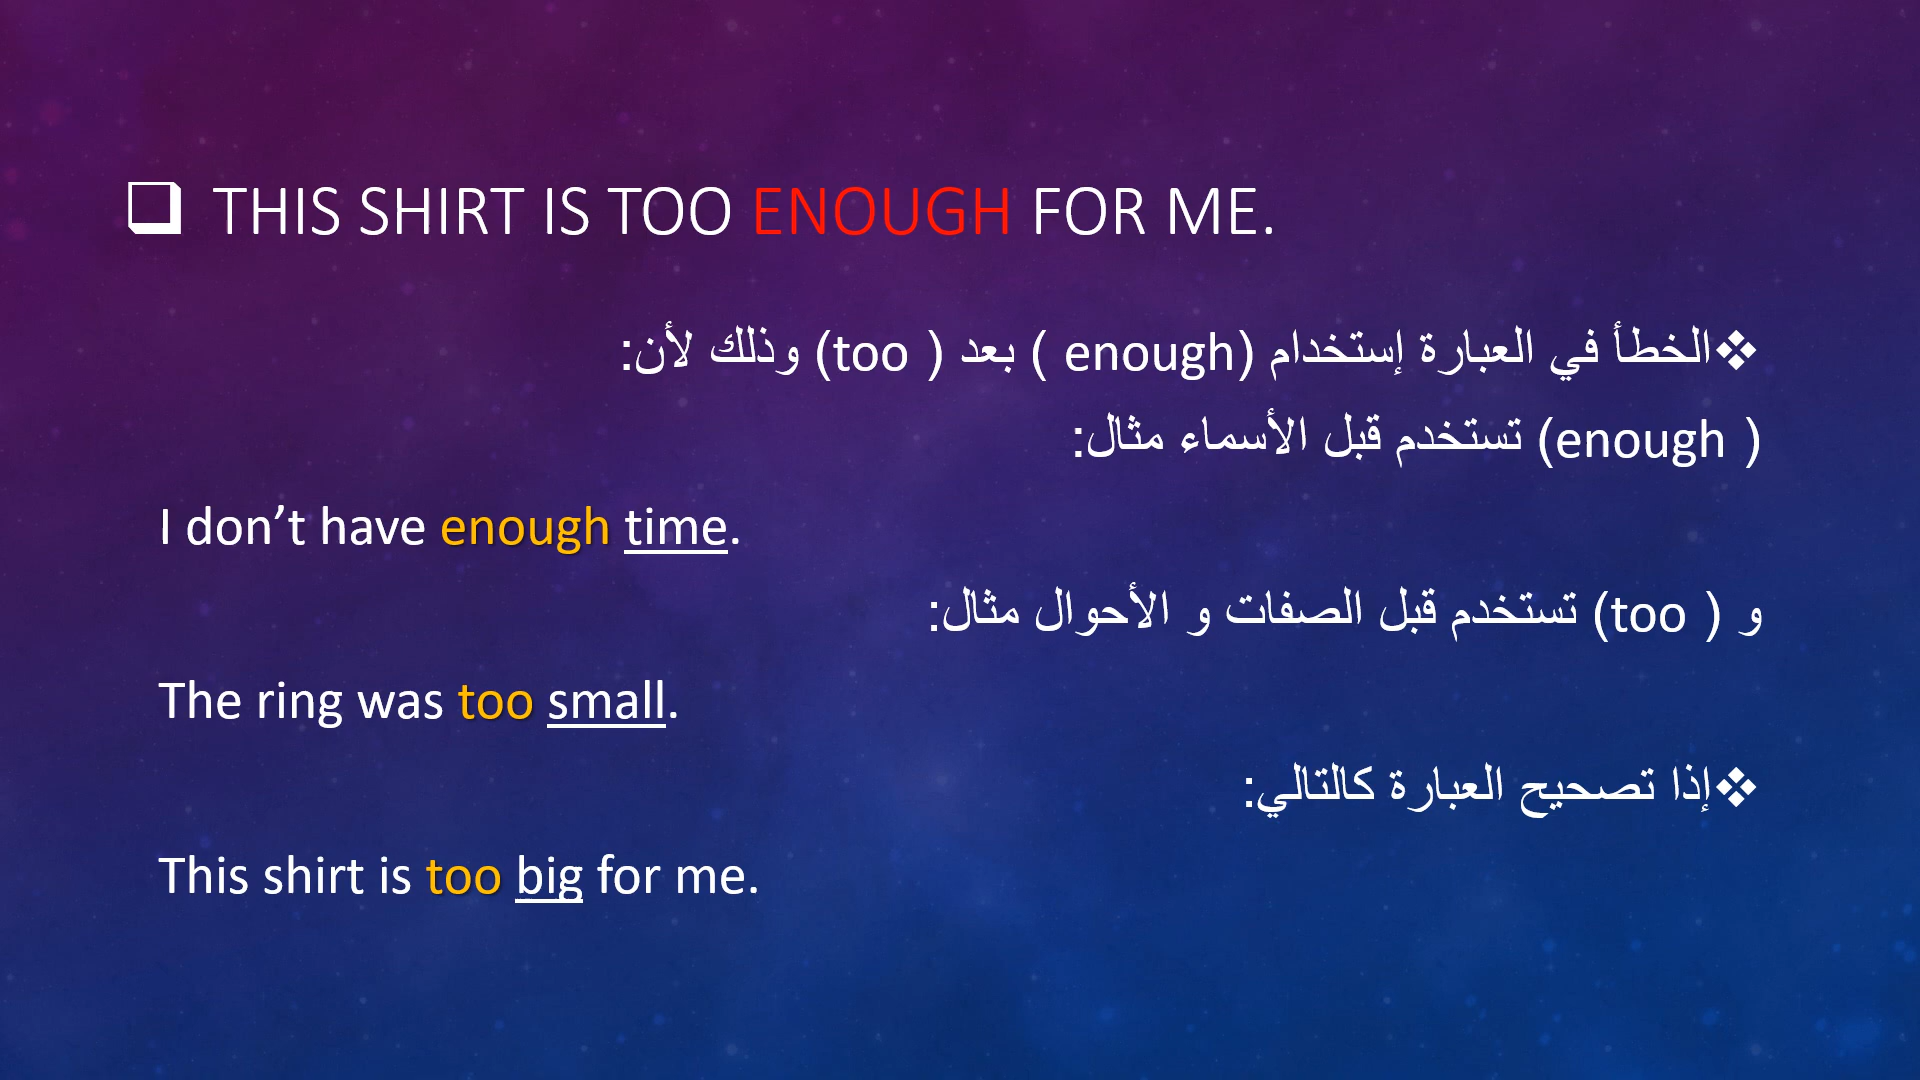 THIS SHIRT IS TOO ENOUGH FOR ME.
الخطأ في العبارة إستخدام (enough ) بعد ( too) وذلك لأن:
( enough) تستخدم قبل الأسماء مثال:
I don’t have enough time.
و ( too) تستخدم قبل الصفات و الأحوال مثال:
The ring was too small.
إذا تصحيح العبارة كالتالي:
This shirt is too big for me.